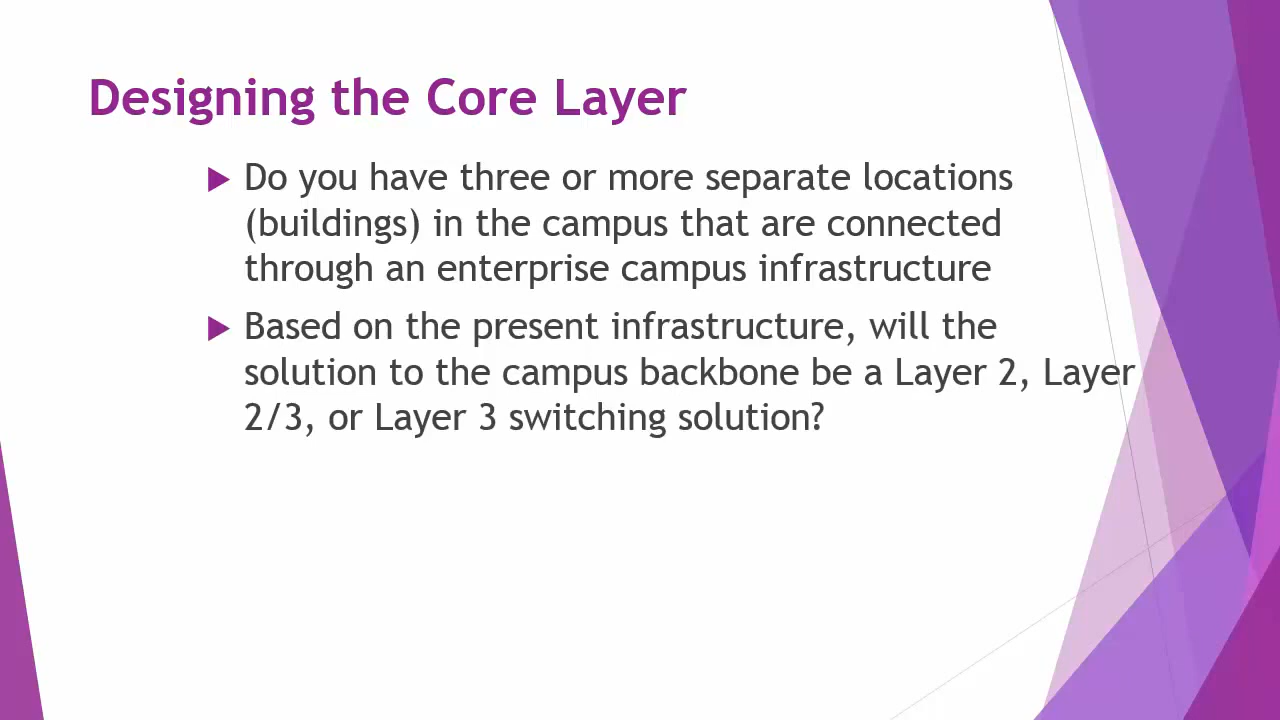 Designing the Core Layer
Do you have three or more separate locations
(buildings) in the campus that are connected
through an enterprise campus infrastructure
Based on the present infrastructure, will the
solution to the campus backbone be a Layer 2, Layer
2/3, or Layer 3 switching solution?